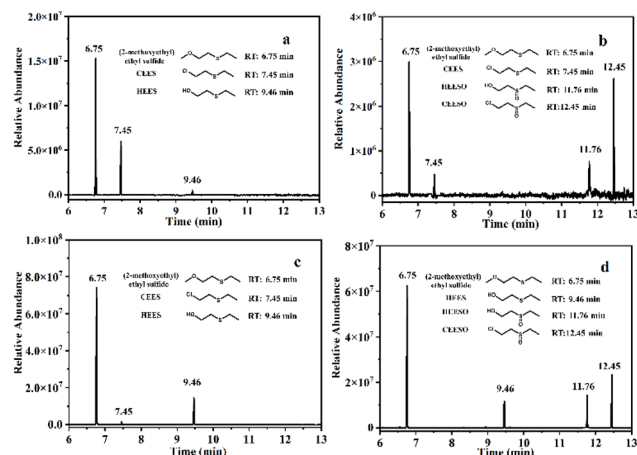 Relative Abundance
2.0×10⁷
1.5×10⁷
1.0×10⁷
5.0×10⁶
0.0
6.75
7.45
9.46
a
(2-methoxyethyl)
ethyl sulfide
RT: 6.75 min
CEES
Cl
S
RT: 7.45 min
HEES
HO
S
RT: 9.46 min
6 7 8 9 10 11 12 13
Time (min)
Relative Abundance
4×10⁶
3×10⁶
2×10⁶
1×10⁶
0
6.75
7.45
11.76
12.45
b
(2-methoxyethyl)
ethyl sulfide
RT: 6.75 min
CEES
Cl
S
RT: 7.45 min
HEESO
HO
RT: 11.76 min
CEESO
Cl
RT:12.45 min
6 7 8 9 10 11 12 13
Time (min)
Relative Abundance
1.0×10⁸
8.0×10⁷
6.0×10⁷
4.0×10⁷
2.0×10⁷
0.0
6.75
7.45
9.46
c
(2-methoxyethyl)
ethyl sulfide
RT: 6.75 min
CEES
Cl
S
RT: 7.45 min
HEES
HO
S
RT: 9.46 min
6 7 8 9 10 11 12 13
Time (min)
Relative Abundance
8×10⁷
6×10⁷
4×10⁷
2×10⁷
0
6.75
9.46
11.76
12.45
d
(2-methoxyethyl)
ethyl sulfide
RT: 6.75 min
HEES
HO
S
RT: 9.46 min
HEESO
HO
RT: 11.76 min
CEESO
Cl
RT:12.45 min
6 7 8 9 10 11 12 13
Time (min)